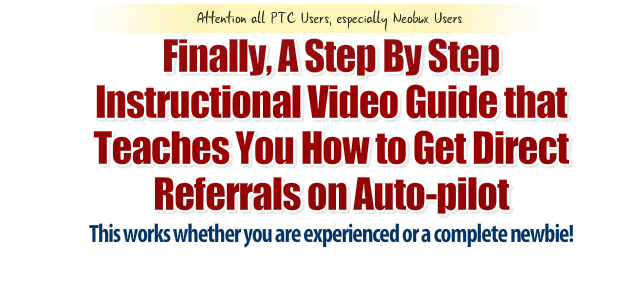 Attention all PTC Users, especially Neobux Users
Finally, A Step By Step
Instructional Video Guide that
Teaches You How to Get Direct
Referrals on Auto-pilot
This works whether you are experienced or a complete newbie!